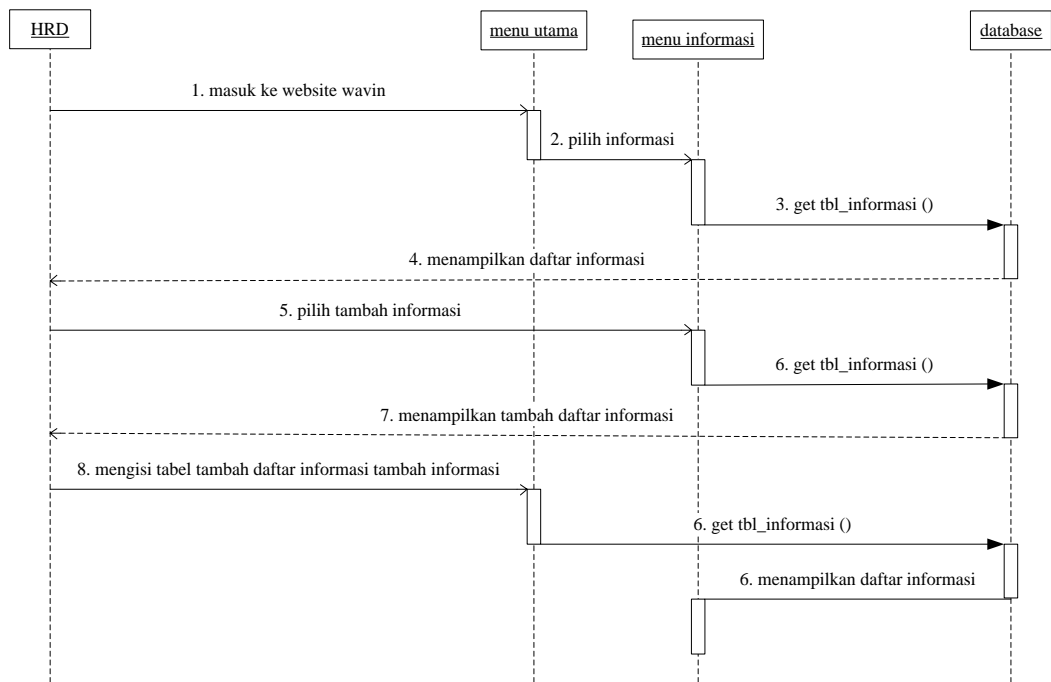 HRD
menu utama
menu informasi
database
1. masuk ke website wavin
2. pilih informasi
3. get tbl_informasi ()
4. menampilkan daftar informasi
5. pilih tambah informasi
6. get tbl_informasi ()
7. menampilkan tambah daftar informasi
8. mengisi tabel tambah daftar informasi tambah informasi
6. get tbl_informasi ()
6. menampilkan daftar informasi